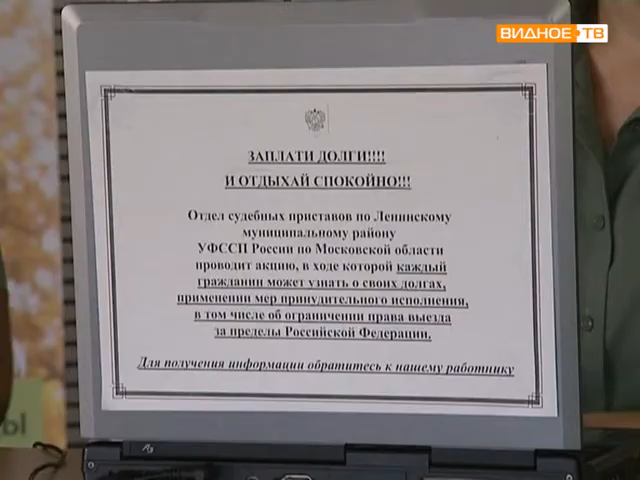 ВИДНОЕ ТВ
ЗАПЛАТИ ДОЛГИ!!!!
И ОТДЫХАЙ СПОКОЙНО!!!
Отдел судебных приставов по Ленинскому
муниципальному району
УФССП России по Московской области
проводит акцию, в ходе которой каждый
гражданин может узнать о своих долгах,
применении мер принудительного исполнения,
в том числе об ограничении права выезда
за пределы Российской Федерации.
Для получения информации обратитесь к нашему работнику